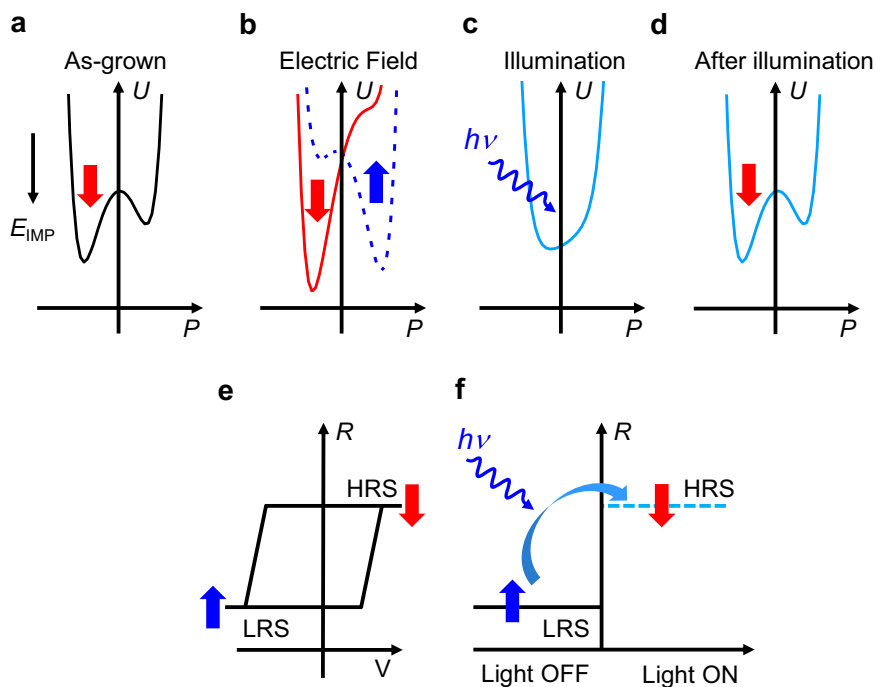 a
As-grown
U
E_IMP
P
b
Electric Field
U
P
c
Illumination
U
hν
P
d
After illumination
U
P
e
R
HRS
LRS
V
f
hν
R
HRS
LRS
Light OFF
Light ON